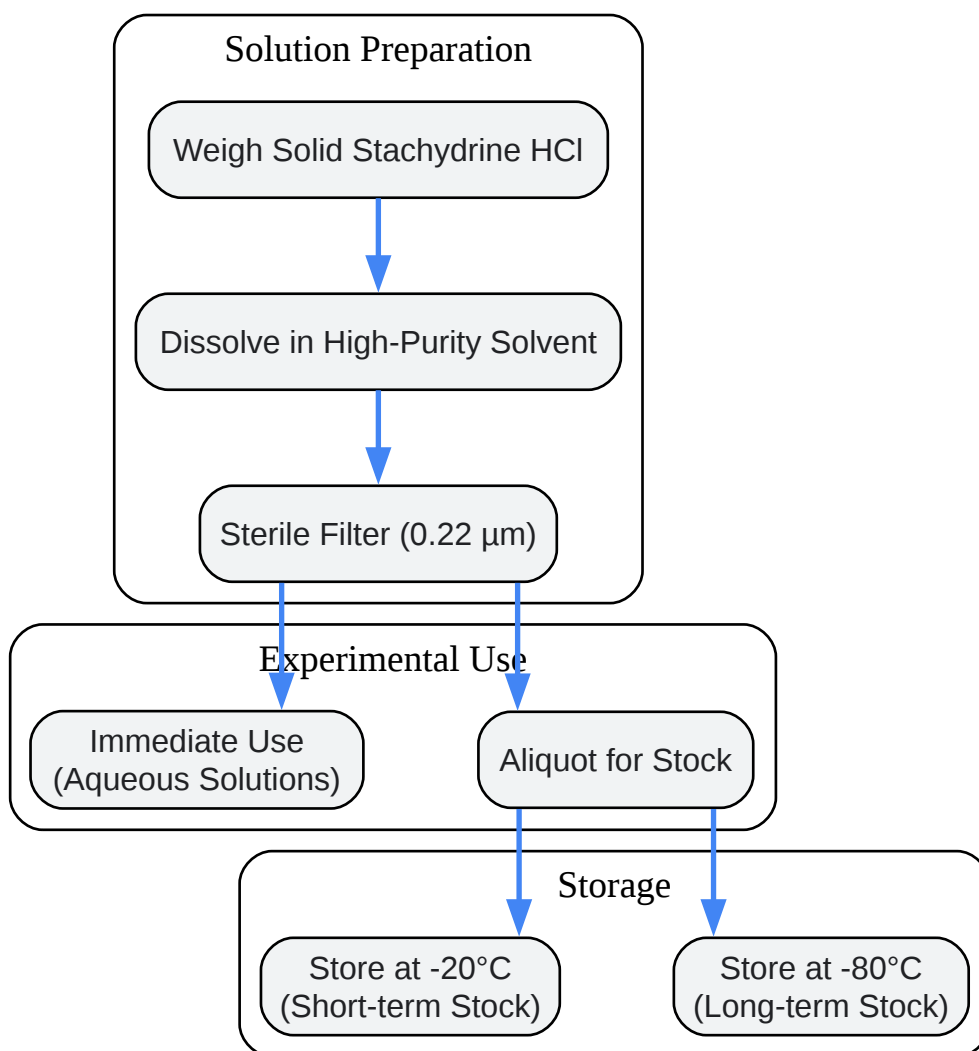 Solution Preparation
Weigh Solid Stachydrine HCl
Dissolve in High-Purity Solvent
Sterile Filter (0.22 µm)
Experimental Use
Immediate Use
(Aqueous Solutions)
Aliquot for Stock
Storage
Store at -20°C
(Short-term Stock)
Store at -80°C
(Long-term Stock)